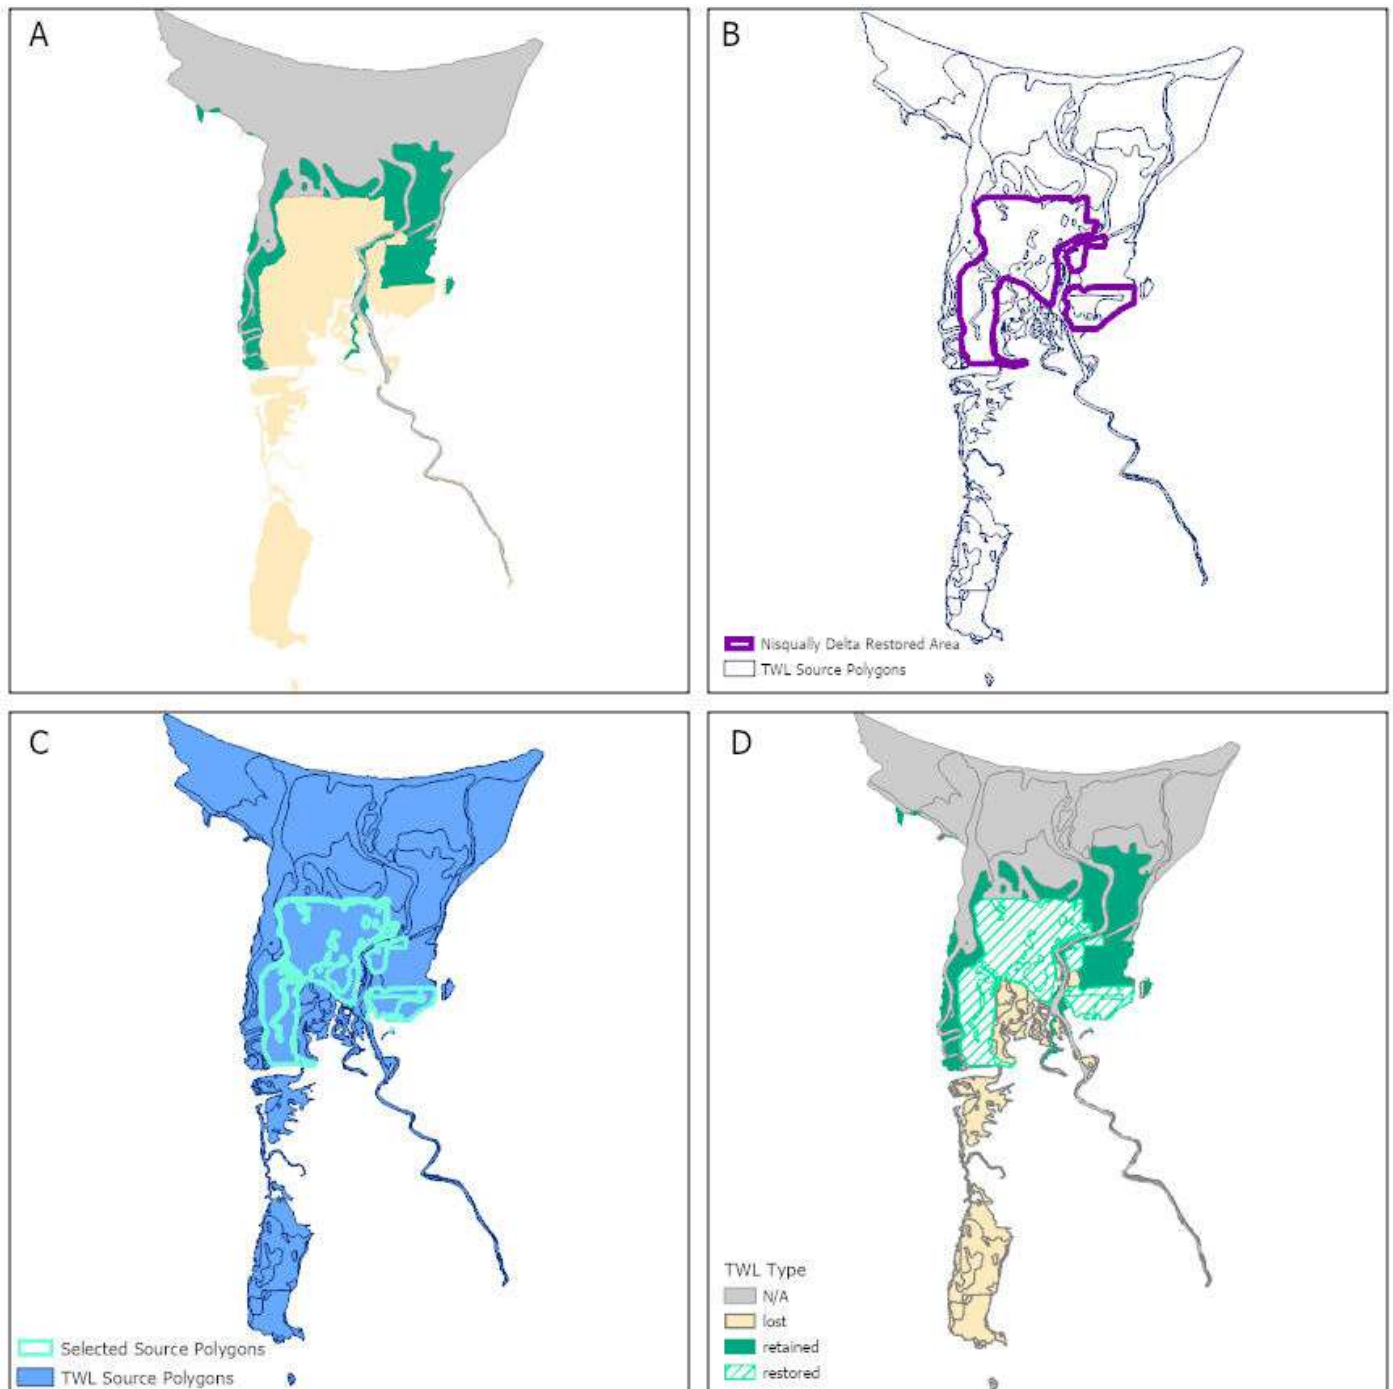 A
B
Nisqually Delta Restored Area
TWL Source Polygons
C
Selected Source Polygons
TWL Source Polygons
D
TWL Type
N/A
lost
retained
restored